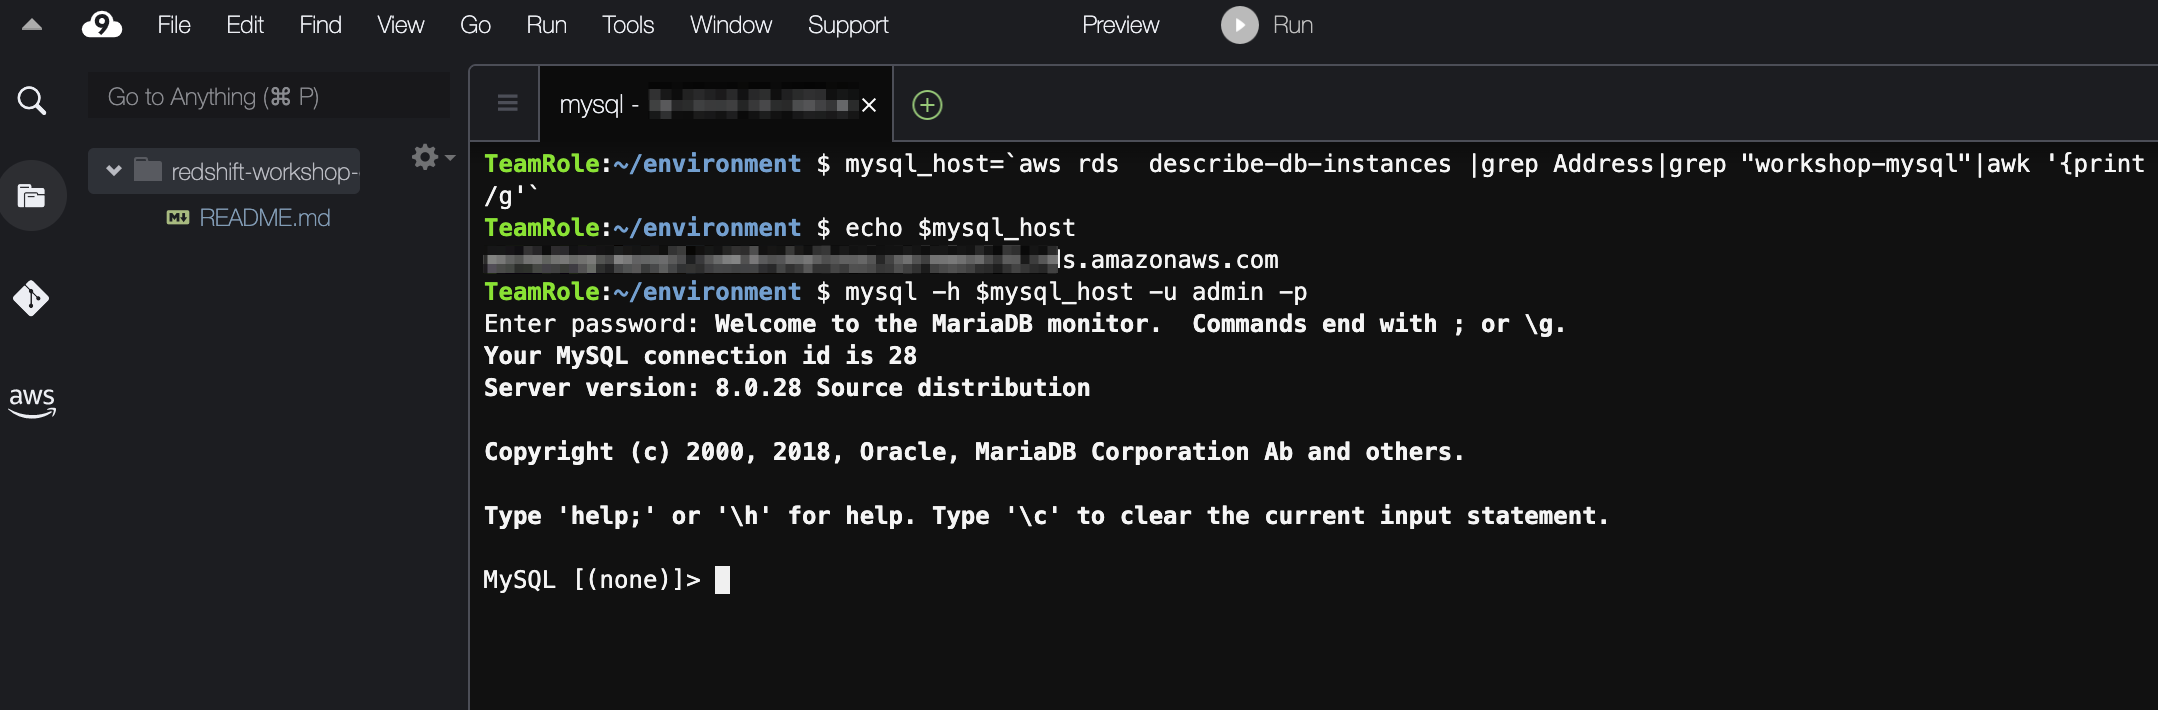 9 File Edit Find View Go Run Tools Window Support Preview Run
Go to Anything (⌘ P)
mysql -
redshift-workshop-
README.md
aws
TeamRole:~/environment $ mysql_host=`aws rds  describe-db-instances |grep Address|grep "workshop-mysql"|awk '{print
/g'`
TeamRole:~/environment $ echo $mysql_host
s.amazonaws.com
TeamRole:~/environment $ mysql -h $mysql_host -u admin -p
Enter password: Welcome to the MariaDB monitor.  Commands end with ; or \g.
Your MySQL connection id is 28
Server version: 8.0.28 Source distribution
Copyright (c) 2000, 2018, Oracle, MariaDB Corporation Ab and others.
Type 'help;' or '\h' for help. Type '\c' to clear the current input statement.
MySQL [(none)]>